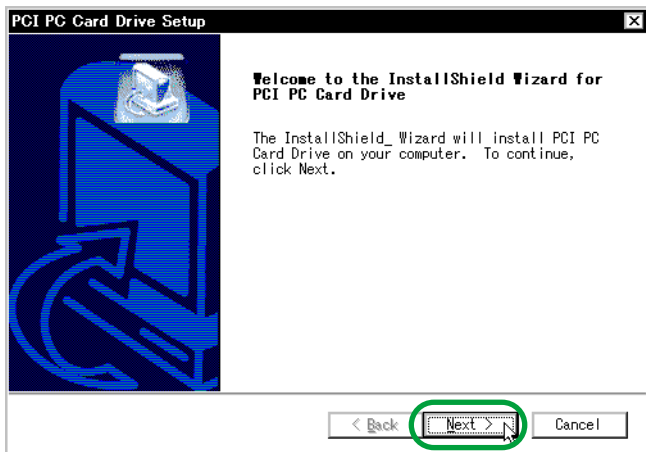 PCI PC Card Drive Setup
Welcome to the InstallShield Wizard for
PCI PC Card Drive
The InstallShield_ Wizard will install PCI PC
Card Drive on your computer. To continue,
click Next.
< Back Next > Cancel